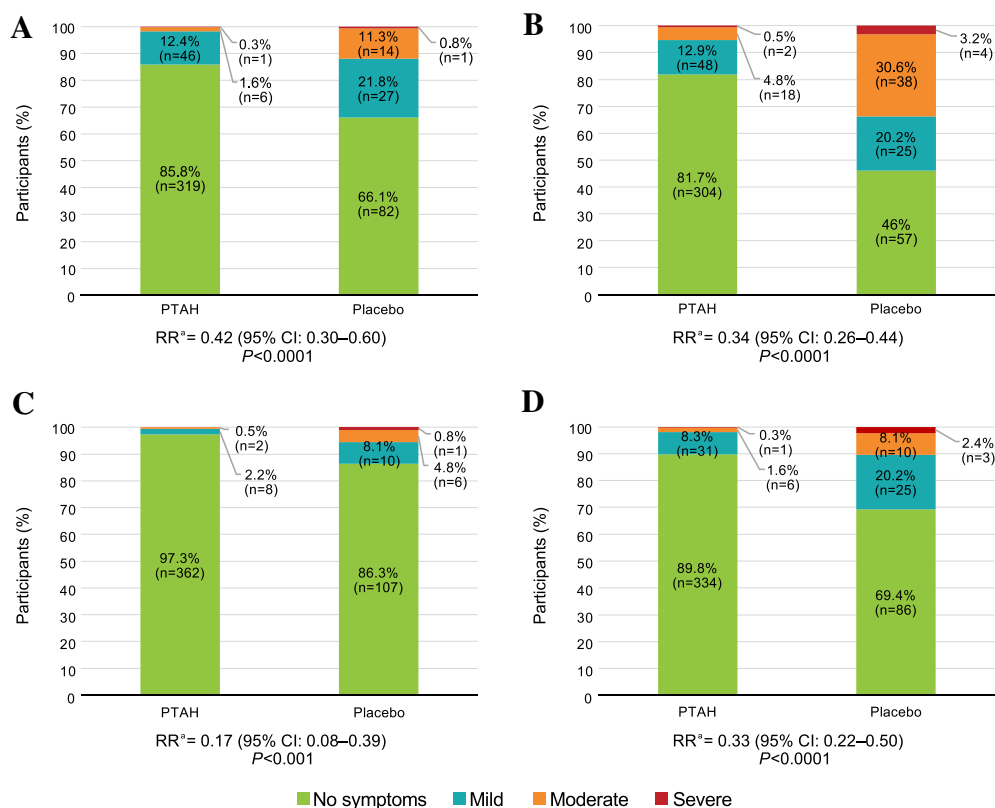 A
100
90
80
70
60
50
40
30
20
10
0
Participants (%)
12.4%
(n=46)
0.3%
(n=1)
1.6%
(n=6)
85.8%
(n=319)
11.3%
(n=14)
0.8%
(n=1)
21.8%
(n=27)
66.1%
(n=82)
PTAH
Placebo
RRª= 0.42 (95% CI: 0.30–0.60)
P<0.0001
B
100
90
80
70
60
50
40
30
20
10
0
Participants (%)
12.9%
(n=48)
0.5%
(n=2)
4.8%
(n=18)
81.7%
(n=304)
3.2%
(n=4)
30.6%
(n=38)
20.2%
(n=25)
46%
(n=57)
PTAH
Placebo
RRª= 0.34 (95% CI: 0.26–0.44)
P<0.0001
C
100
90
80
70
60
50
40
30
20
10
0
Participants (%)
0.5%
(n=2)
2.2%
(n=8)
97.3%
(n=362)
8.1%
(n=10)
0.8%
(n=1)
4.8%
(n=6)
86.3%
(n=107)
PTAH
Placebo
RRª= 0.17 (95% CI: 0.08–0.39)
P<0.001
D
100
90
80
70
60
50
40
30
20
10
0
Participants (%)
8.3%
(n=31)
0.3%
(n=1)
1.6%
(n=6)
89.8%
(n=334)
8.1%
(n=10)
2.4%
(n=3)
20.2%
(n=25)
69.4%
(n=86)
PTAH
Placebo
RRª= 0.33 (95% CI: 0.22–0.50)
P<0.0001
No symptoms
Mild
Moderate
Severe